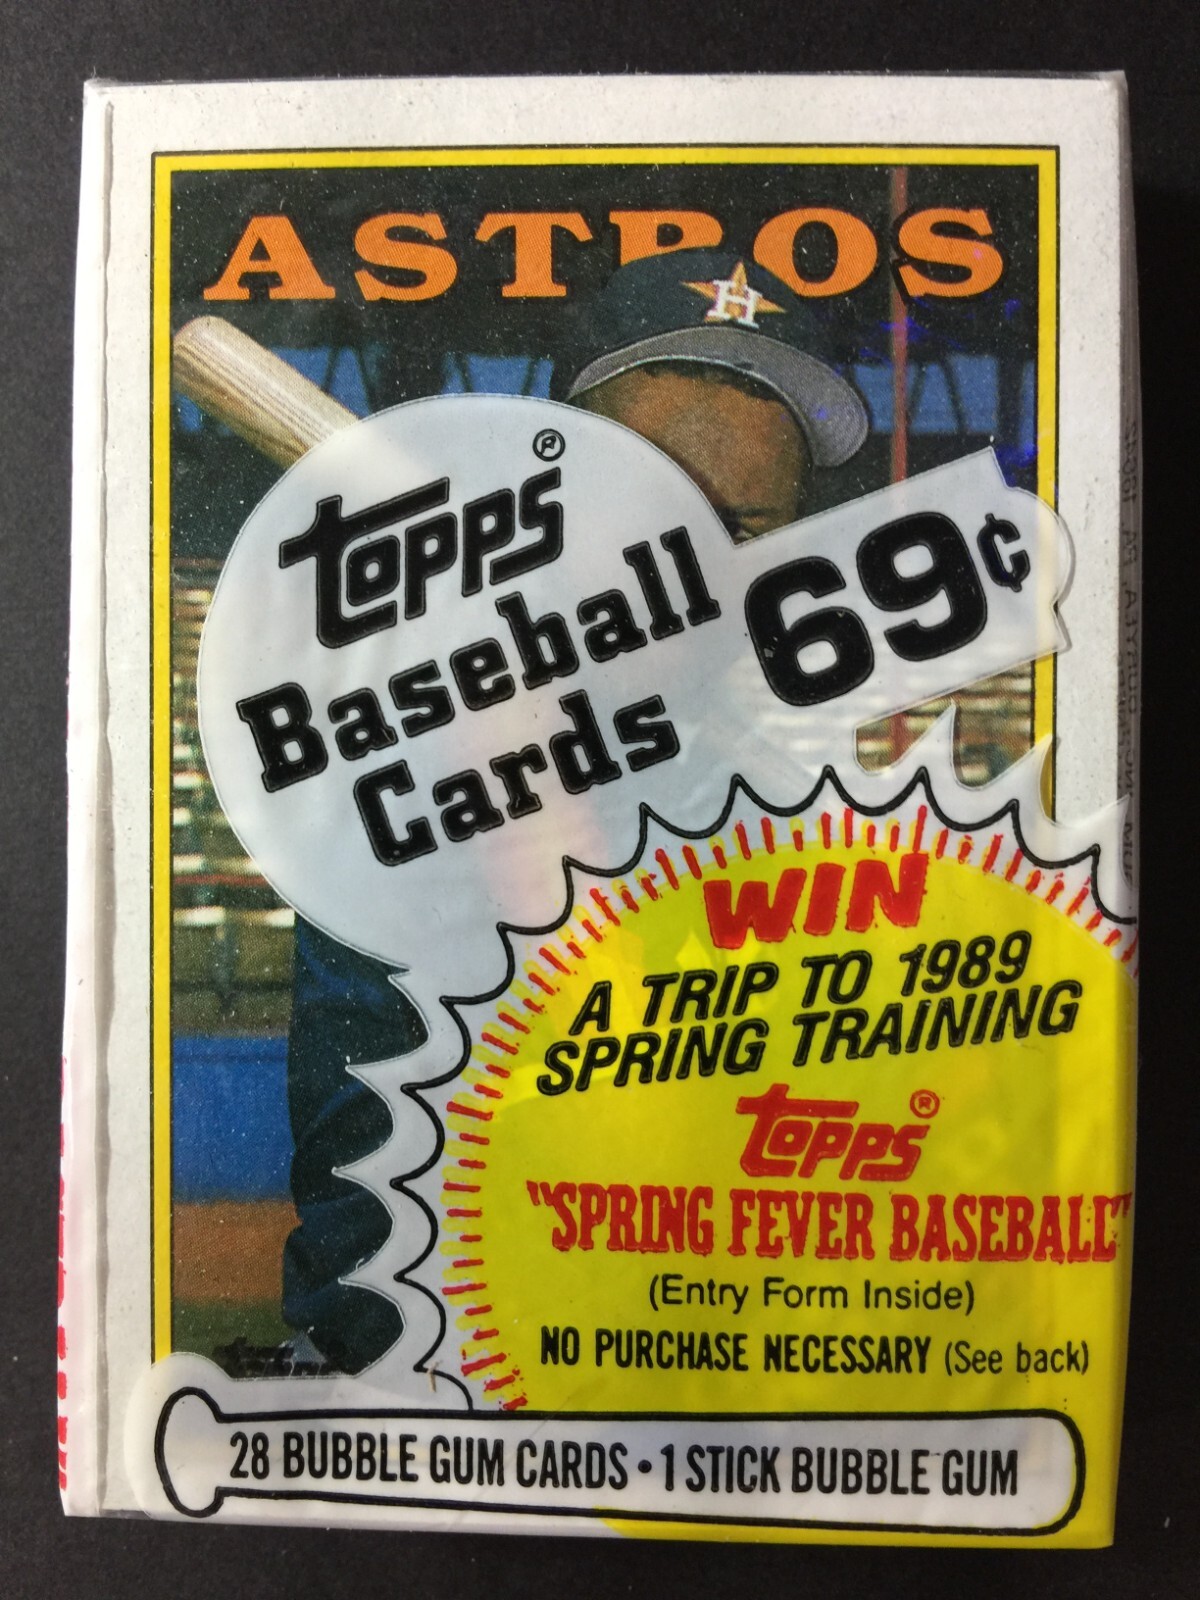 ASTROS
H
Topps®
Baseball
Cards
69¢
WIN
A TRIP TO 1989
SPRING TRAINING
Topps®
"SPRING FEVER BASEBALL"
(Entry Form Inside)
NO PURCHASE NECESSARY (See back)
28 BUBBLE GUM CARDS • 1 STICK BUBBLE GUM